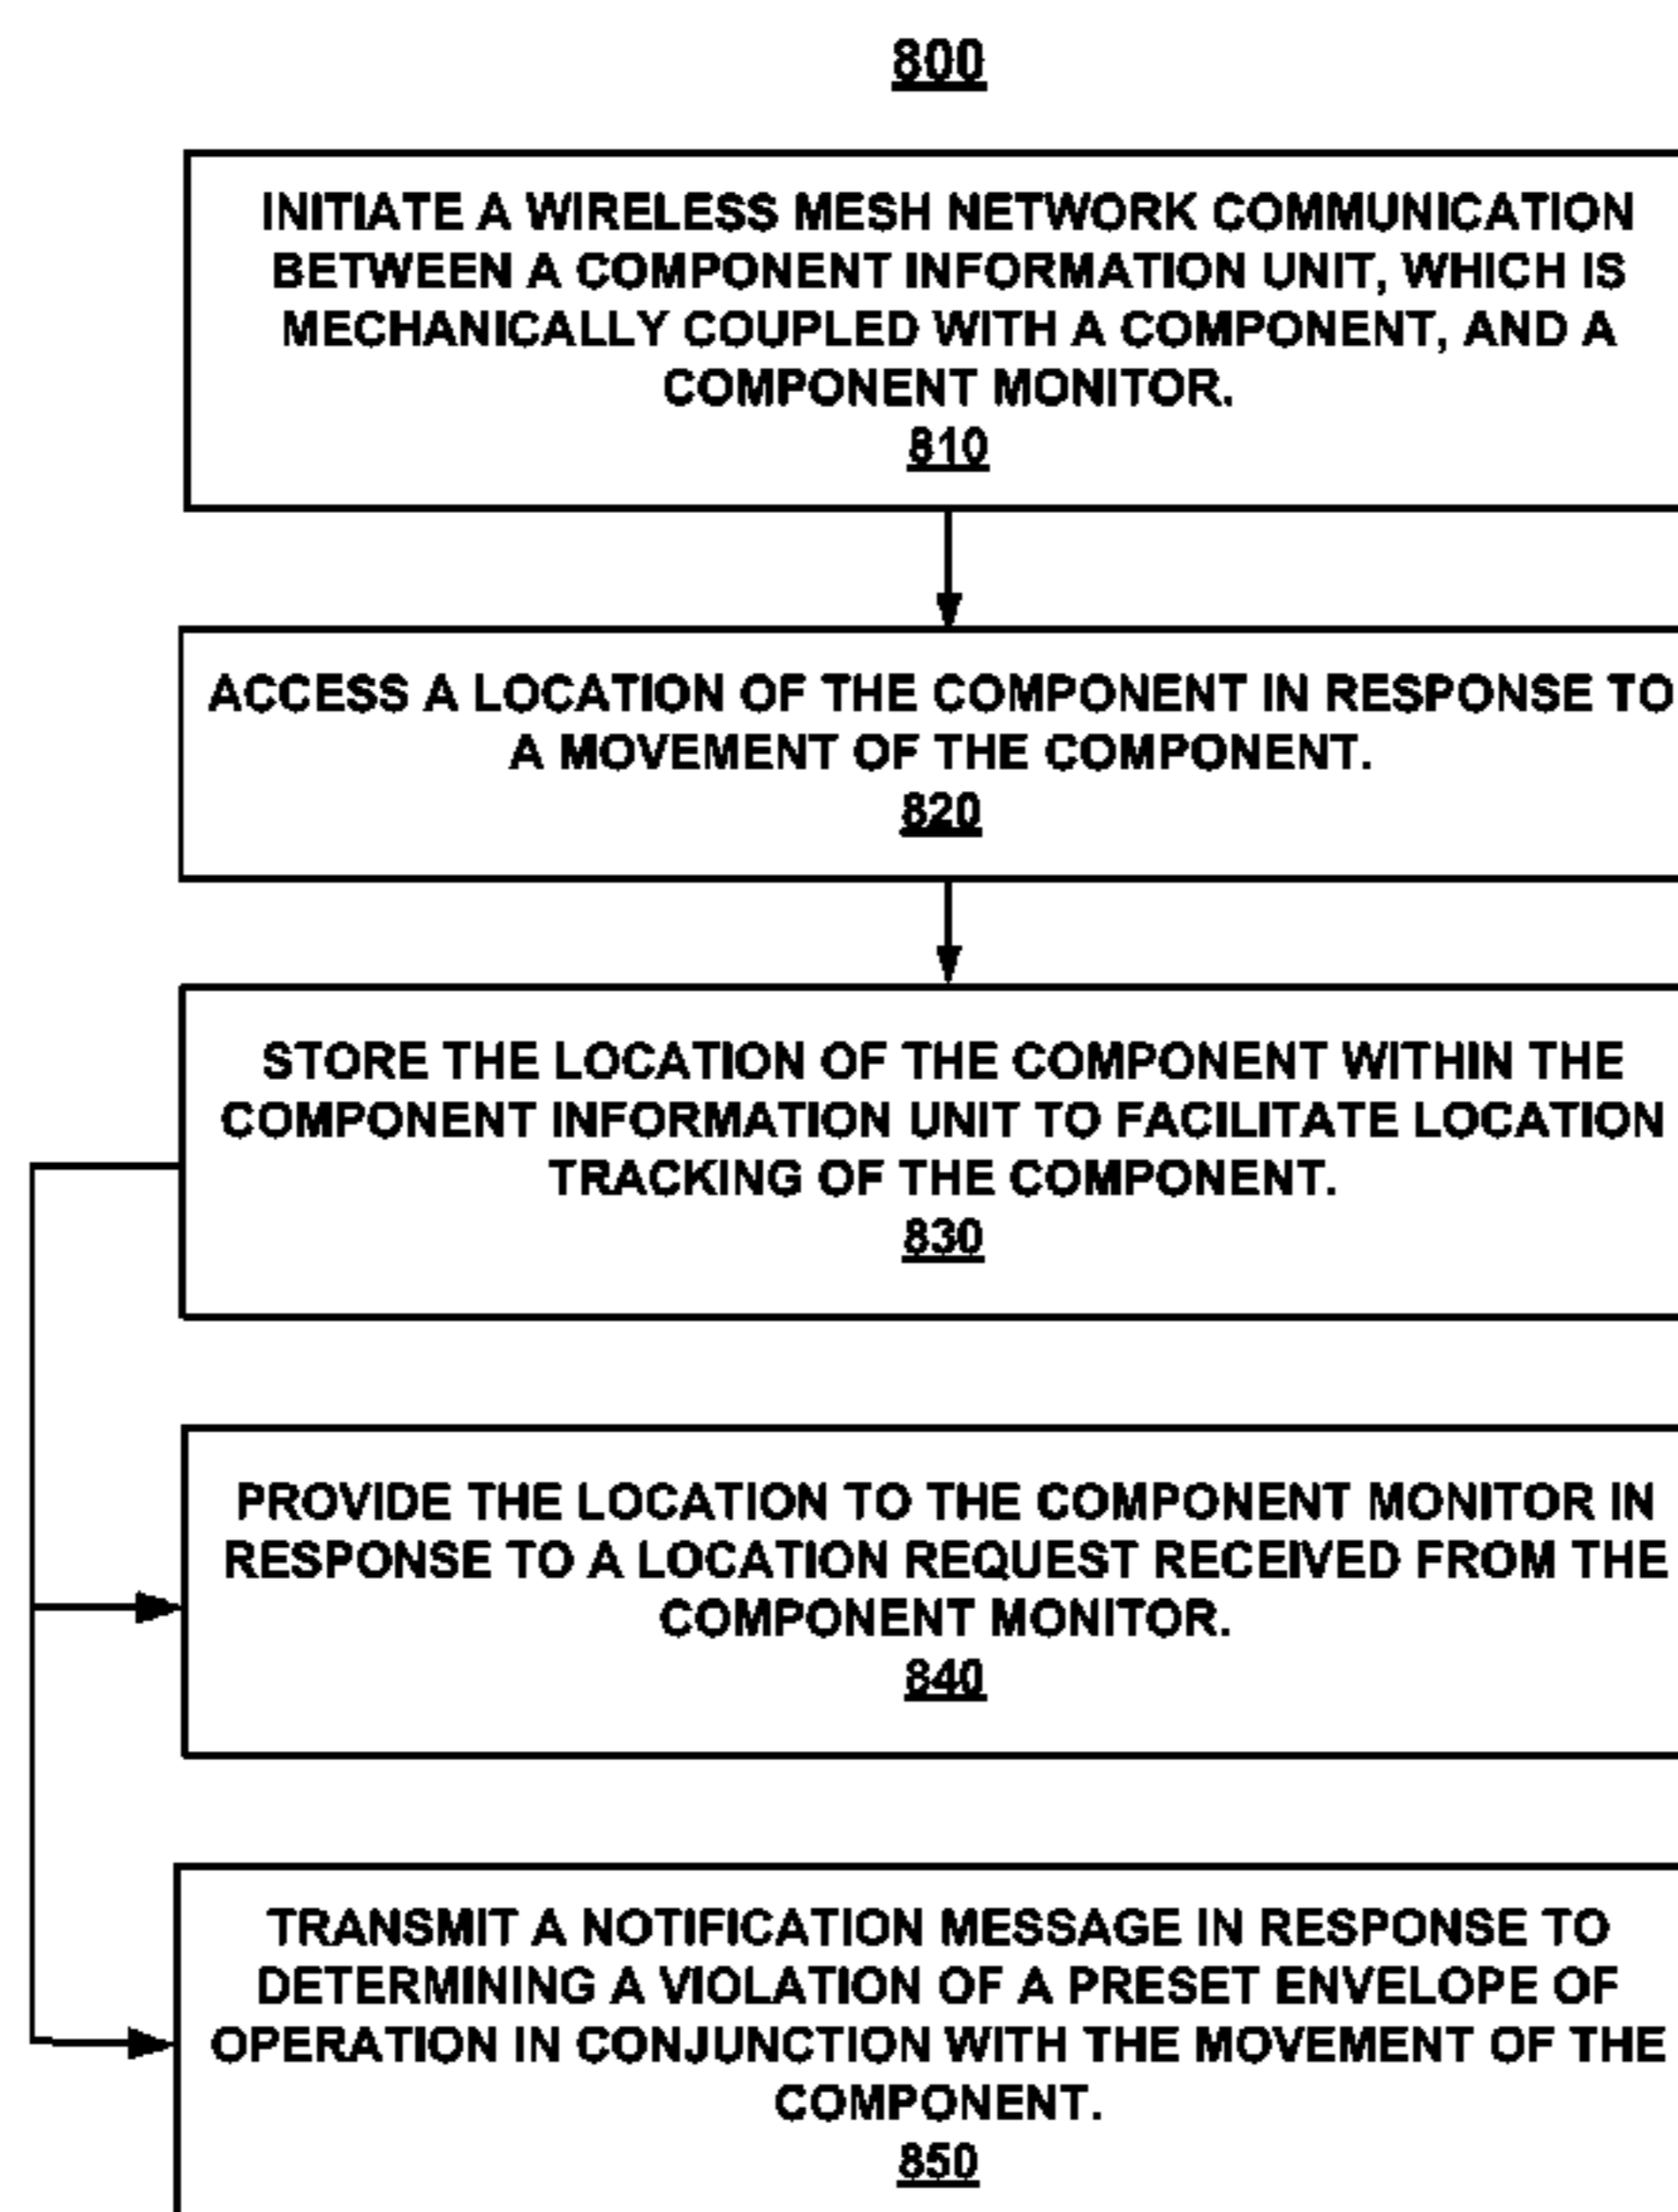 800
INITIATE A WIRELESS MESH NETWORK COMMUNICATION
BETWEEN A COMPONENT INFORMATION UNIT, WHICH IS
MECHANICALLY COUPLED WITH A COMPONENT, AND A
COMPONENT MONITOR.
810
ACCESS A LOCATION OF THE COMPONENT IN RESPONSE TO
A MOVEMENT OF THE COMPONENT.
820
STORE THE LOCATION OF THE COMPONENT WITHIN THE
COMPONENT INFORMATION UNIT TO FACILITATE LOCATION
TRACKING OF THE COMPONENT.
830
PROVIDE THE LOCATION TO THE COMPONENT MONITOR IN
RESPONSE TO A LOCATION REQUEST RECEIVED FROM THE
COMPONENT MONITOR.
840
TRANSMIT A NOTIFICATION MESSAGE IN RESPONSE TO
DETERMINING A VIOLATION OF A PRESET ENVELOPE OF
OPERATION IN CONJUNCTION WITH THE MOVEMENT OF THE
COMPONENT.
850